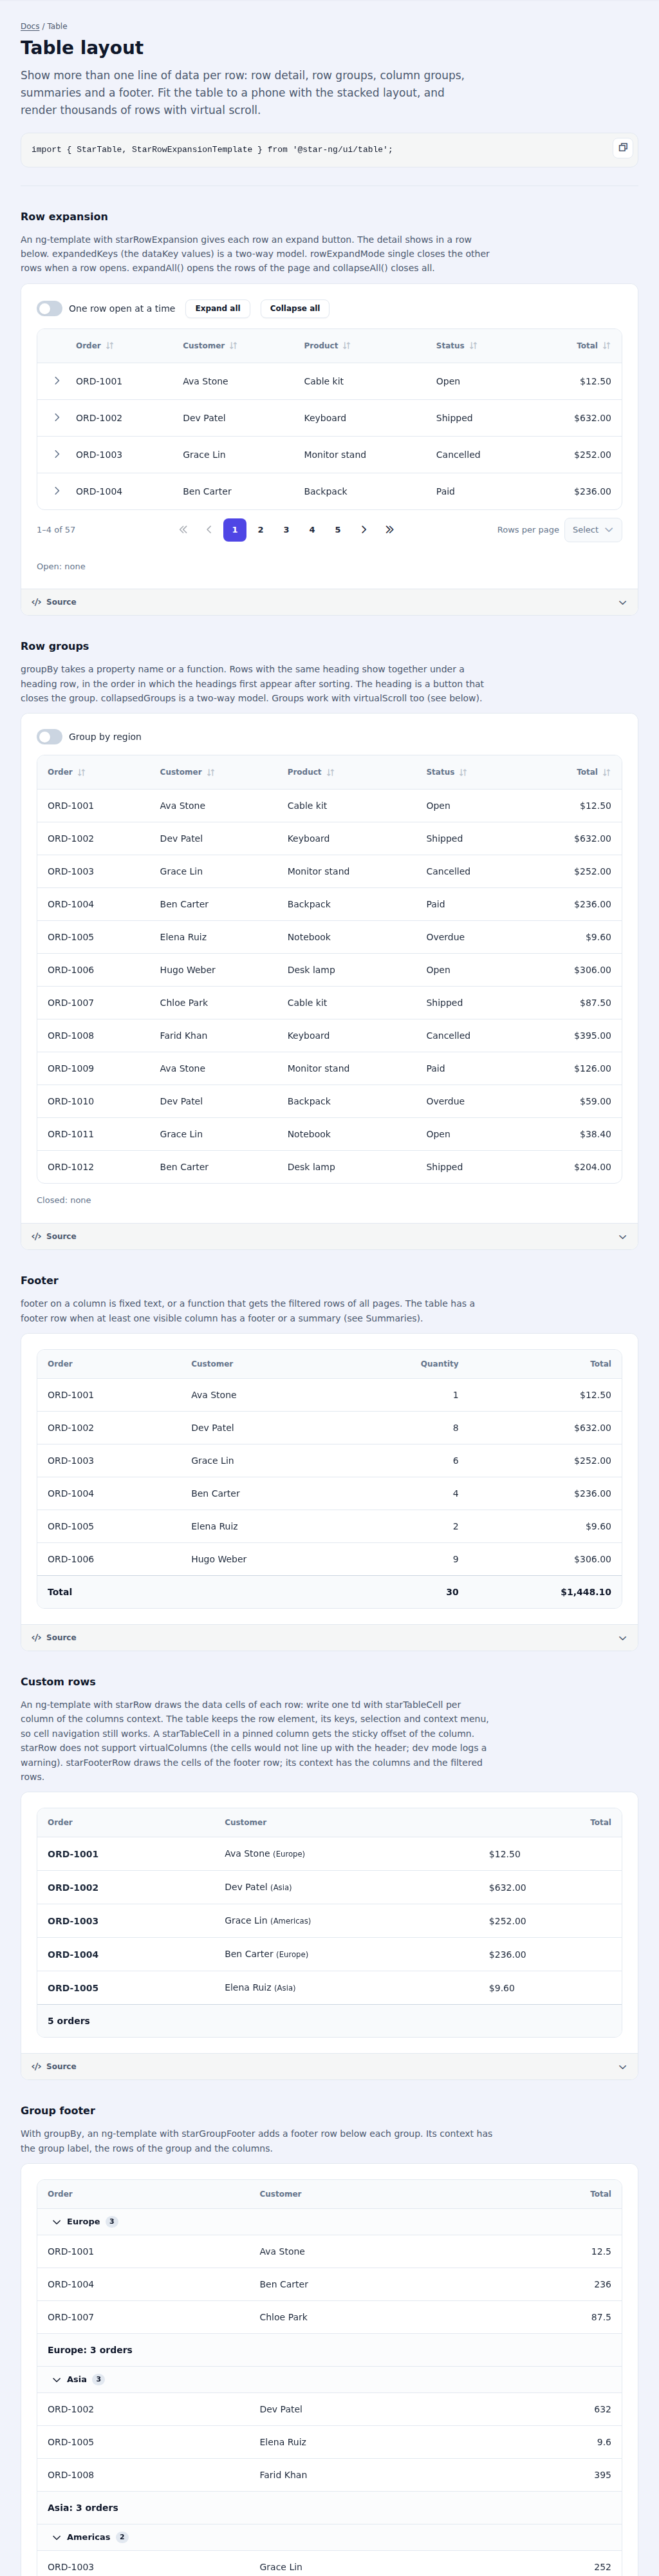 Docs / Table
Table layout
Show more than one line of data per row: row detail, row groups, column groups,
summaries and a footer. Fit the table to a phone with the stacked layout, and
render thousands of rows with virtual scroll.
import { StarTable, StarRowExpansionTemplate } from '@star-ng/ui/table';
Row expansion
An ng-template with starRowExpansion gives each row an expand button. The detail shows in a row
below. expandedKeys (the dataKey values) is a two-way model. rowExpandMode single closes the other
rows when a row opens. expandAll() opens the rows of the page and collapseAll() closes all.
One row open at a time Expand all Collapse all
Order Customer Product Status Total
ORD-1001 Ava Stone Cable kit Open $12.50
ORD-1002 Dev Patel Keyboard Shipped $632.00
ORD-1003 Grace Lin Monitor stand Cancelled $252.00
ORD-1004 Ben Carter Backpack Paid $236.00
1–4 of 57 1 2 3 4 5 Rows per page Select
Open: none
Source
Row groups
groupBy takes a property name or a function. Rows with the same heading show together under a
heading row, in the order in which the headings first appear after sorting. The heading is a button that
closes the group. collapsedGroups is a two-way model. Groups work with virtualScroll too (see below).
Group by region
Order Customer Product Status Total
ORD-1001 Ava Stone Cable kit Open $12.50
ORD-1002 Dev Patel Keyboard Shipped $632.00
ORD-1003 Grace Lin Monitor stand Cancelled $252.00
ORD-1004 Ben Carter Backpack Paid $236.00
ORD-1005 Elena Ruiz Notebook Overdue $9.60
ORD-1006 Hugo Weber Desk lamp Open $306.00
ORD-1007 Chloe Park Cable kit Shipped $87.50
ORD-1008 Farid Khan Keyboard Cancelled $395.00
ORD-1009 Ava Stone Monitor stand Paid $126.00
ORD-1010 Dev Patel Backpack Overdue $59.00
ORD-1011 Grace Lin Notebook Open $38.40
ORD-1012 Ben Carter Desk lamp Shipped $204.00
Closed: none
Source
Footer
footer on a column is fixed text, or a function that gets the filtered rows of all pages. The table has a
footer row when at least one visible column has a footer or a summary (see Summaries).
Order Customer Quantity Total
ORD-1001 Ava Stone 1 $12.50
ORD-1002 Dev Patel 8 $632.00
ORD-1003 Grace Lin 6 $252.00
ORD-1004 Ben Carter 4 $236.00
ORD-1005 Elena Ruiz 2 $9.60
ORD-1006 Hugo Weber 9 $306.00
Total 30 $1,448.10
Source
Custom rows
An ng-template with starRow draws the data cells of each row: write one td with starTableCell per
column of the columns context. The table keeps the row element, its keys, selection and context menu,
so cell navigation still works. A starTableCell in a pinned column gets the sticky offset of the column.
starRow does not support virtualColumns (the cells would not line up with the header; dev mode logs a
warning). starFooterRow draws the cells of the footer row; its context has the columns and the filtered
rows.
Order Customer Total
ORD-1001 Ava Stone (Europe) $12.50
ORD-1002 Dev Patel (Asia) $632.00
ORD-1003 Grace Lin (Americas) $252.00
ORD-1004 Ben Carter (Europe) $236.00
ORD-1005 Elena Ruiz (Asia) $9.60
5 orders
Source
Group footer
With groupBy, an ng-template with starGroupFooter adds a footer row below each group. Its context has
the group label, the rows of the group and the columns.
Order Customer Total
Europe 3
ORD-1001 Ava Stone 12.5
ORD-1004 Ben Carter 236
ORD-1007 Chloe Park 87.5
Europe: 3 orders
Asia 3
ORD-1002 Dev Patel 632
ORD-1005 Elena Ruiz 9.6
ORD-1008 Farid Khan 395
Asia: 3 orders
Americas 2
ORD-1003 Grace Lin 252